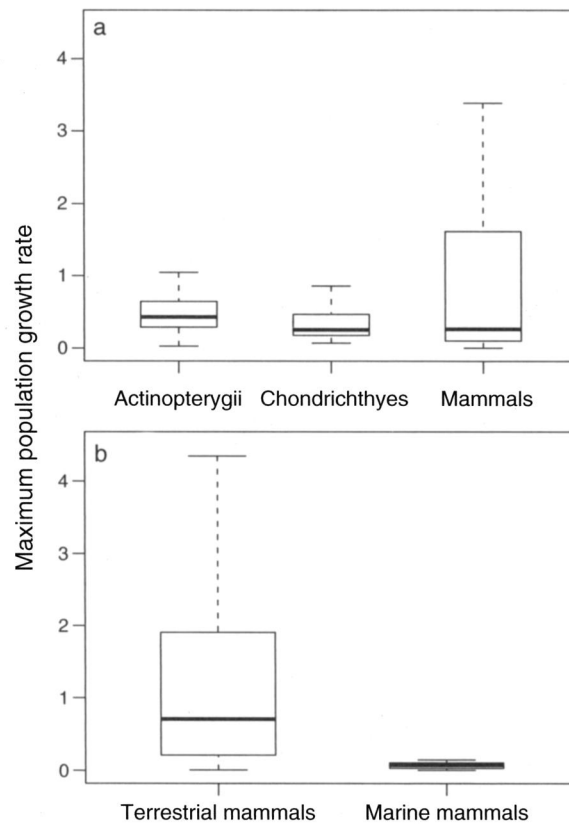 Maximum population growth rate
a
4
3
2
1
0
Actinopterygii Chondrichthyes Mammals
b
4
3
2
1
0
Terrestrial mammals Marine mammals